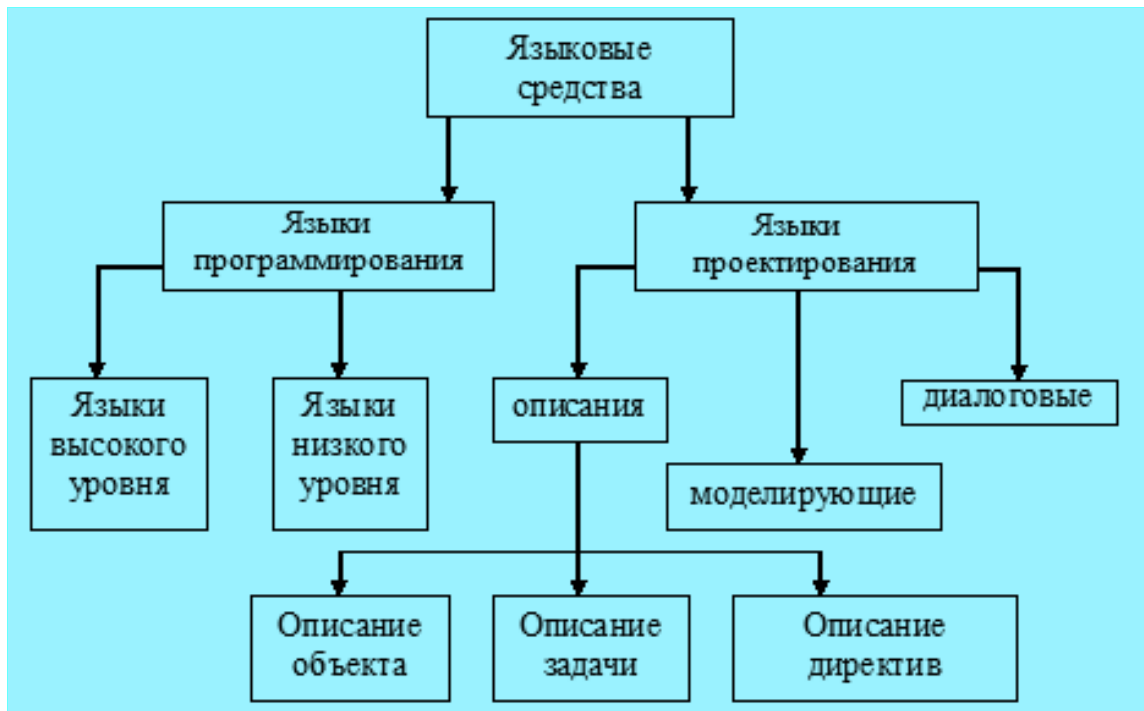 Языковые
средства
Языки
программирования
Языки
проектирования
Языки
высокого
уровня
Языки
низкого
уровня
описания
диалоговые
моделирующие
Описание
объекта
Описание
задачи
Описание
директив